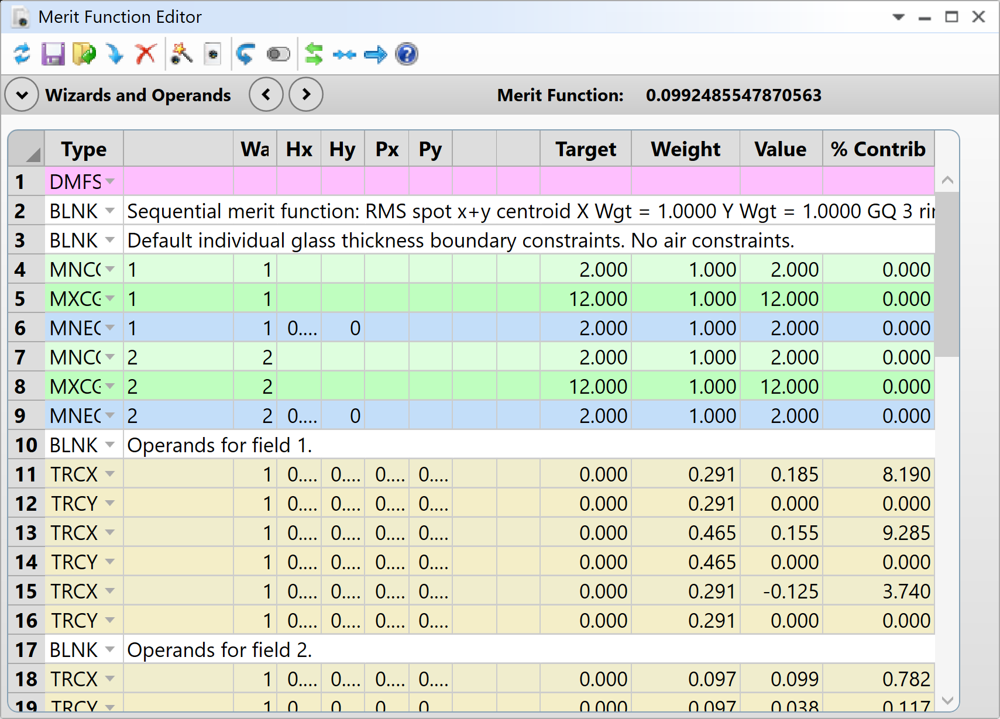 Merit Function Editor
Wizards and Operands Merit Function: 0.0992485547870563
Type Wa Hx Hy Px Py Target Weight Value % Contrib
1 DMFS
2 BLNK Sequential merit function: RMS spot x+y centroid X Wgt = 1.0000 Y Wgt = 1.0000 GQ 3 rin
3 BLNK Default individual glass thickness boundary constraints. No air constraints.
4 MNCG 1 1 2.000 1.000 2.000 0.000
5 MXCG 1 1 12.000 1.000 12.000 0.000
6 MNEG 1 1 0.... 0 2.000 1.000 2.000 0.000
7 MNCG 2 2 2.000 1.000 2.000 0.000
8 MXCG 2 2 12.000 1.000 12.000 0.000
9 MNEG 2 2 0.... 0 2.000 1.000 2.000 0.000
10 BLNK Operands for field 1.
11 TRCX 1 0.... 0.... 0.... 0.... 0.000 0.291 0.185 8.190
12 TRCY 1 0.... 0.... 0.... 0.... 0.000 0.291 0.000 0.000
13 TRCX 1 0.... 0.... 0.... 0.... 0.000 0.465 0.155 9.285
14 TRCY 1 0.... 0.... 0.... 0.... 0.000 0.465 0.000 0.000
15 TRCX 1 0.... 0.... 0.... 0.... 0.000 0.291 -0.125 3.740
16 TRCY 1 0.... 0.... 0.... 0.... 0.000 0.291 0.000 0.000
17 BLNK Operands for field 2.
18 TRCX 1 0.... 0.... 0.... 0.... 0.000 0.097 0.099 0.782
19 TRCY 1 0 0 0 0 0.000 0.097 0.038 0.117